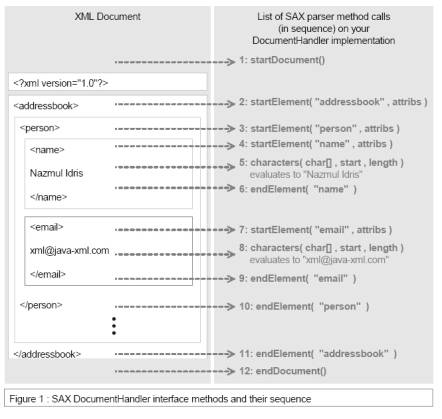 XML Document
List of SAX parser method calls
(in sequence) on your
DocumentHandler implementation
1: startDocument()
<?xml version="1.0"?>
<addressbook>
2: startElement( "addressbook" , attribs )
<person>
3: startElement( "person" , attribs )
<name>
4: startElement( "name" , attribs )
Nazmul Idris
5: characters( char[] , start , length )
evaluates to "Nazmul Idris"
</name>
6: endElement( "name" )
<email>
7: startElement( "email" , attribs )
xml@java-xml.com
8: characters( char[] , start , length )
evaluates to "xml@java-xml.com"
</email>
9: endElement( "email" )
</person>
10: endElement( "person" )
</addressbook>
11: endElement( "addressbook" )
12: endDocument()
Figure 1 : SAX DocumentHandler interface methods and their sequence